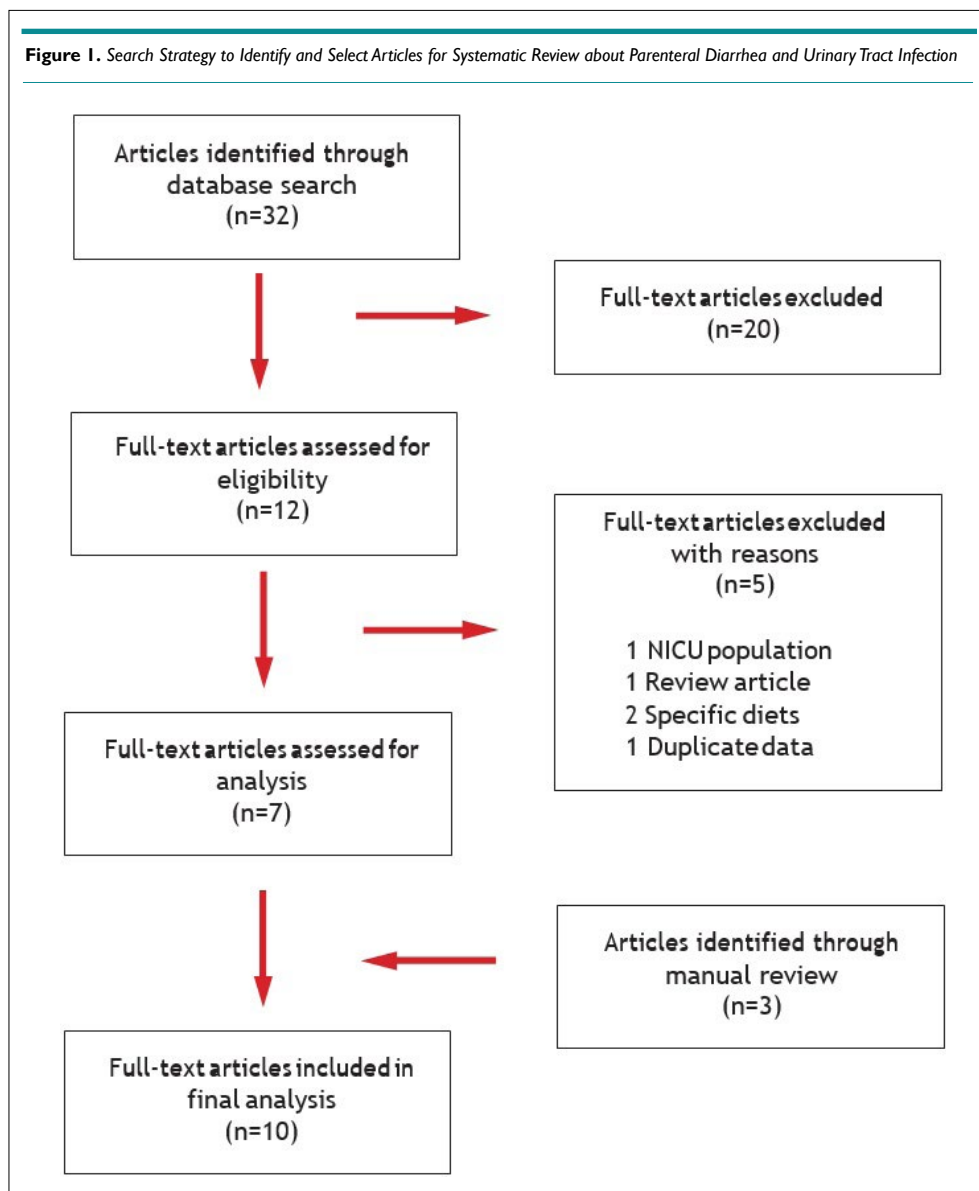 Figure 1. Search Strategy to Identify and Select Articles for Systematic Review about Parenteral Diarrhea and Urinary Tract Infection
Articles identified through
database search
(n=32)
Full-text articles excluded
(n=20)
Full-text articles assessed for
eligibility
(n=12)
Full-text articles excluded
with reasons
(n=5)
1 NICU population
1 Review article
2 Specific diets
1 Duplicate data
Full-text articles assessed for
analysis
(n=7)
Articles identified through
manual review
(n=3)
Full-text articles included in
final analysis
(n=10)